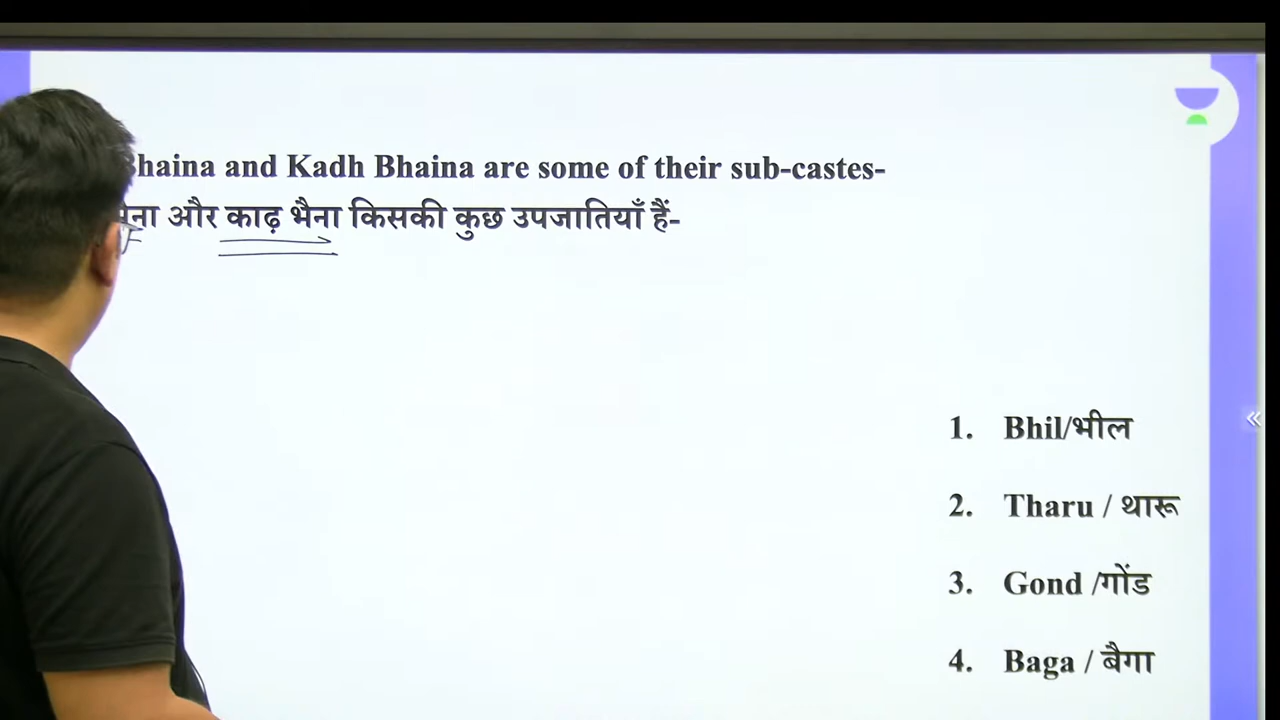 Bhaina and Kadh Bhaina are some of their sub-castes-
और काढ़ भैना किसकी कुछ उपजातियाँ हैं-
1. Bhil/भील
2. Tharu / थारू
3. Gond /गोंड
4. Baga / बैगा